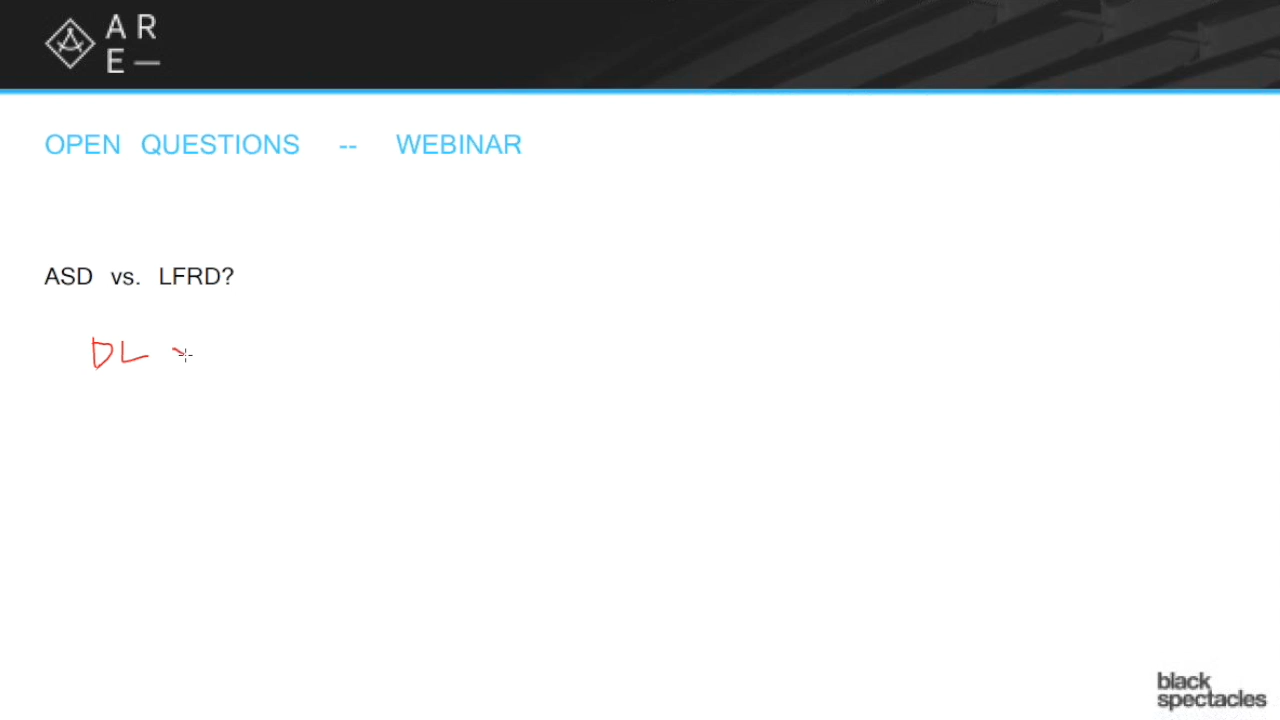 A R
E —
OPEN QUESTIONS -- WEBINAR
ASD vs. LFRD?
DL
black
spectacles